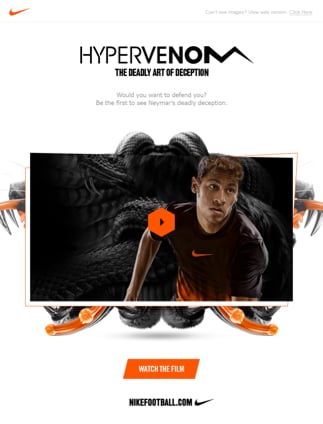 Can't see images? View web version. Click Here
HYPERVENOM
THE DEADLY ART OF DECEPTION
Would you want to defend you?
Be the first to see Neymar's deadly deception.
WATCH THE FILM
NIKEFOOTBALL.COM